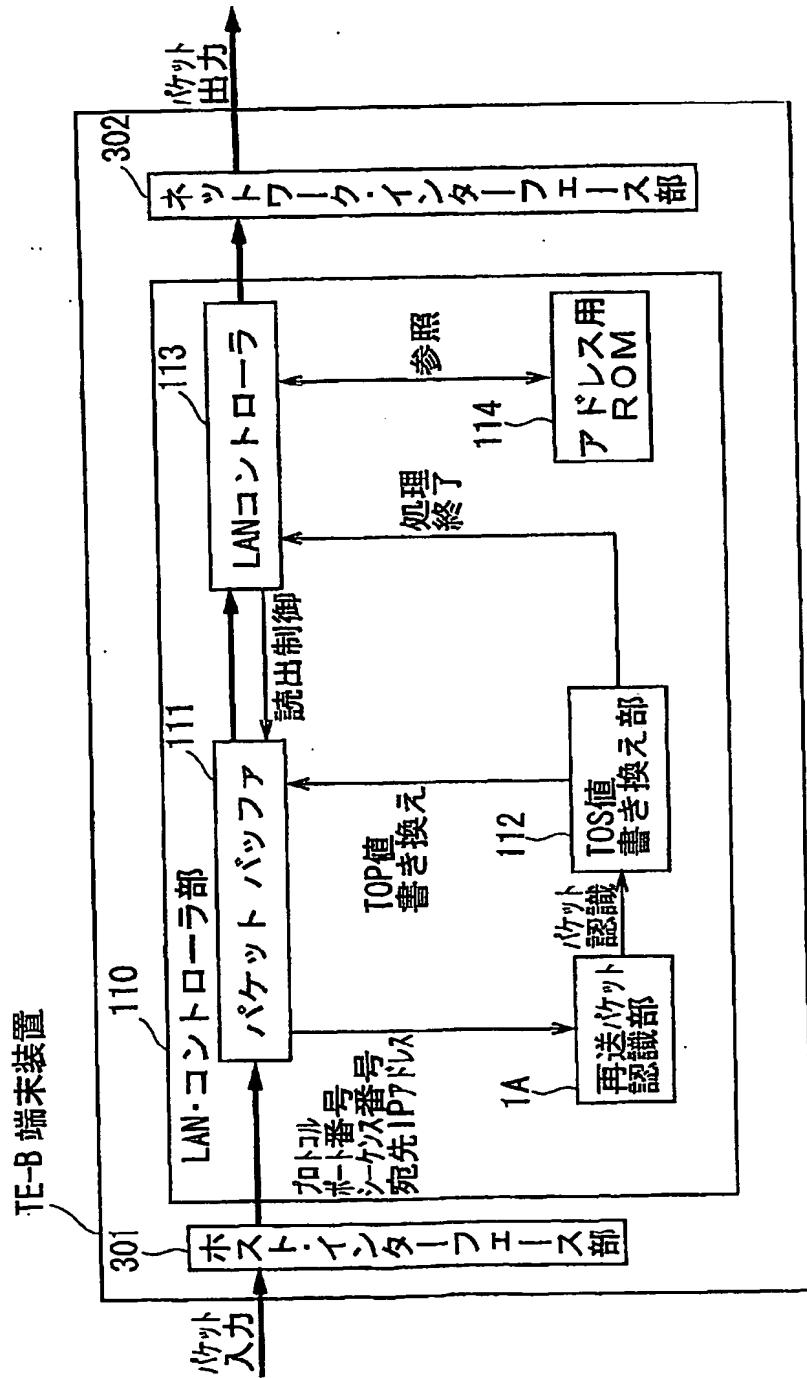 TE-B 端末装置
110
LAN・コントローラ部
パケット
入力
301
ホスト・インターフェース部
111
パケット バッファ
読出制御
113
LANコントローラ
302
ネットワーク・インターフェース部
パケット
出力
プロトコル
ポート番号
シーケンス番号
宛先IPアドレス
TOP値
書き換え
処理
終了
参照
1A
再送パケット
認識部
パケット
認識
112
TOS値
書き換え部
114
アドレス用
ROM